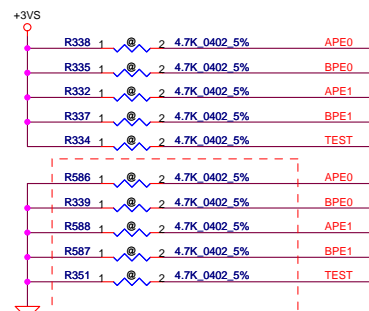 +3VS
R338 1 @ 2 4.7K_0402_5% APE0
R335 1 @ 2 4.7K_0402_5% BPE0
R332 1 @ 2 4.7K_0402_5% APE1
R337 1 @ 2 4.7K_0402_5% BPE1
R334 1 @ 2 4.7K_0402_5% TEST
R586 1 @ 2 4.7K_0402_5% APE0
R339 1 @ 2 4.7K_0402_5% BPE0
R588 1 @ 2 4.7K_0402_5% APE1
R587 1 @ 2 4.7K_0402_5% BPE1
R351 1 @ 2 4.7K_0402_5% TEST